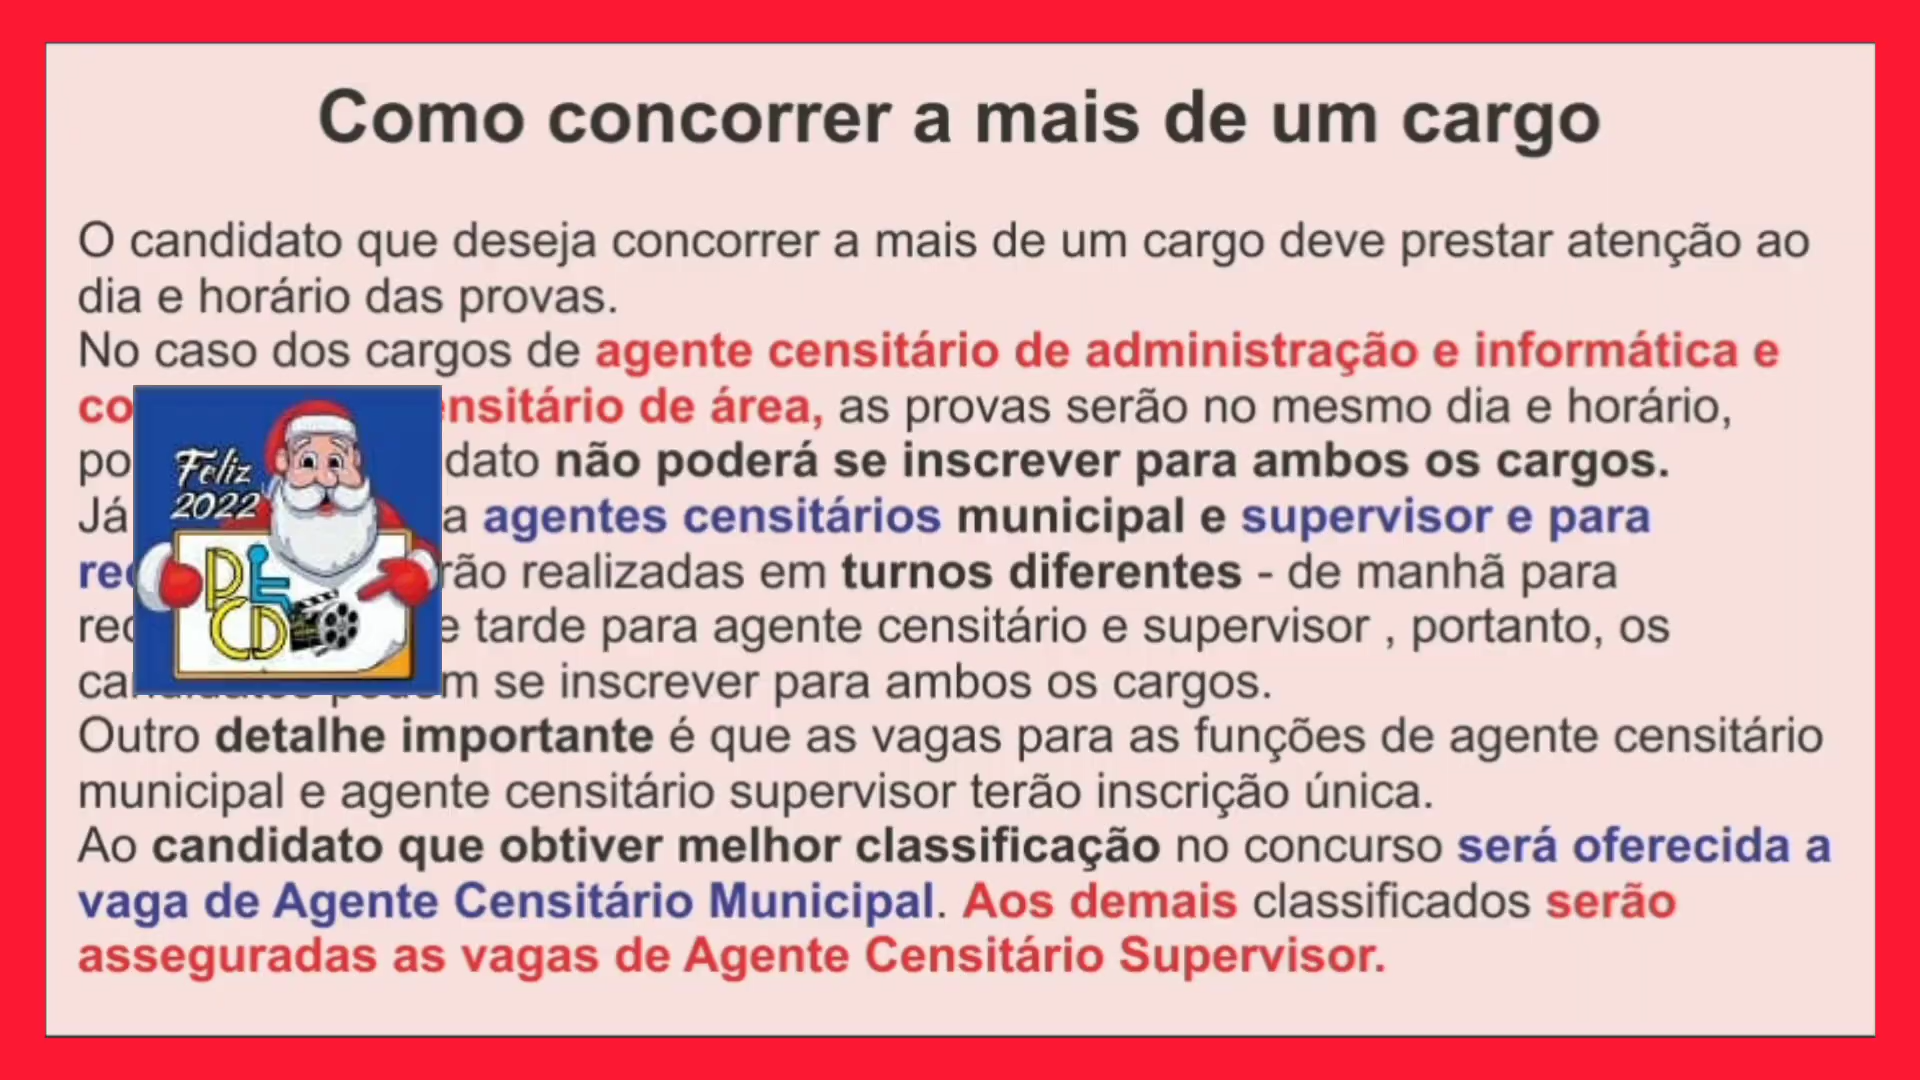 Como concorrer a mais de um cargo
O candidato que deseja concorrer a mais de um cargo deve prestar atenção ao
dia e horário das provas.
No caso dos cargos de agente censitário de administração e informática e
de área, as provas serão no mesmo dia e horário,
não poderá se inscrever para ambos os cargos.
Já a agentes censitários municipal e supervisor e para
realizadas em turnos diferentes - de manhã para
tarde para agente censitário e supervisor , portanto, os
se inscrever para ambos os cargos.
Outro detalhe importante é que as vagas para as funções de agente censitário
municipal e agente censitário supervisor terão inscrição única.
Ao candidato que obtiver melhor classificação no concurso será oferecida a
vaga de Agente Censitário Municipal. Aos demais classificados serão
asseguradas as vagas de Agente Censitário Supervisor.
Feliz
2022
P
CD